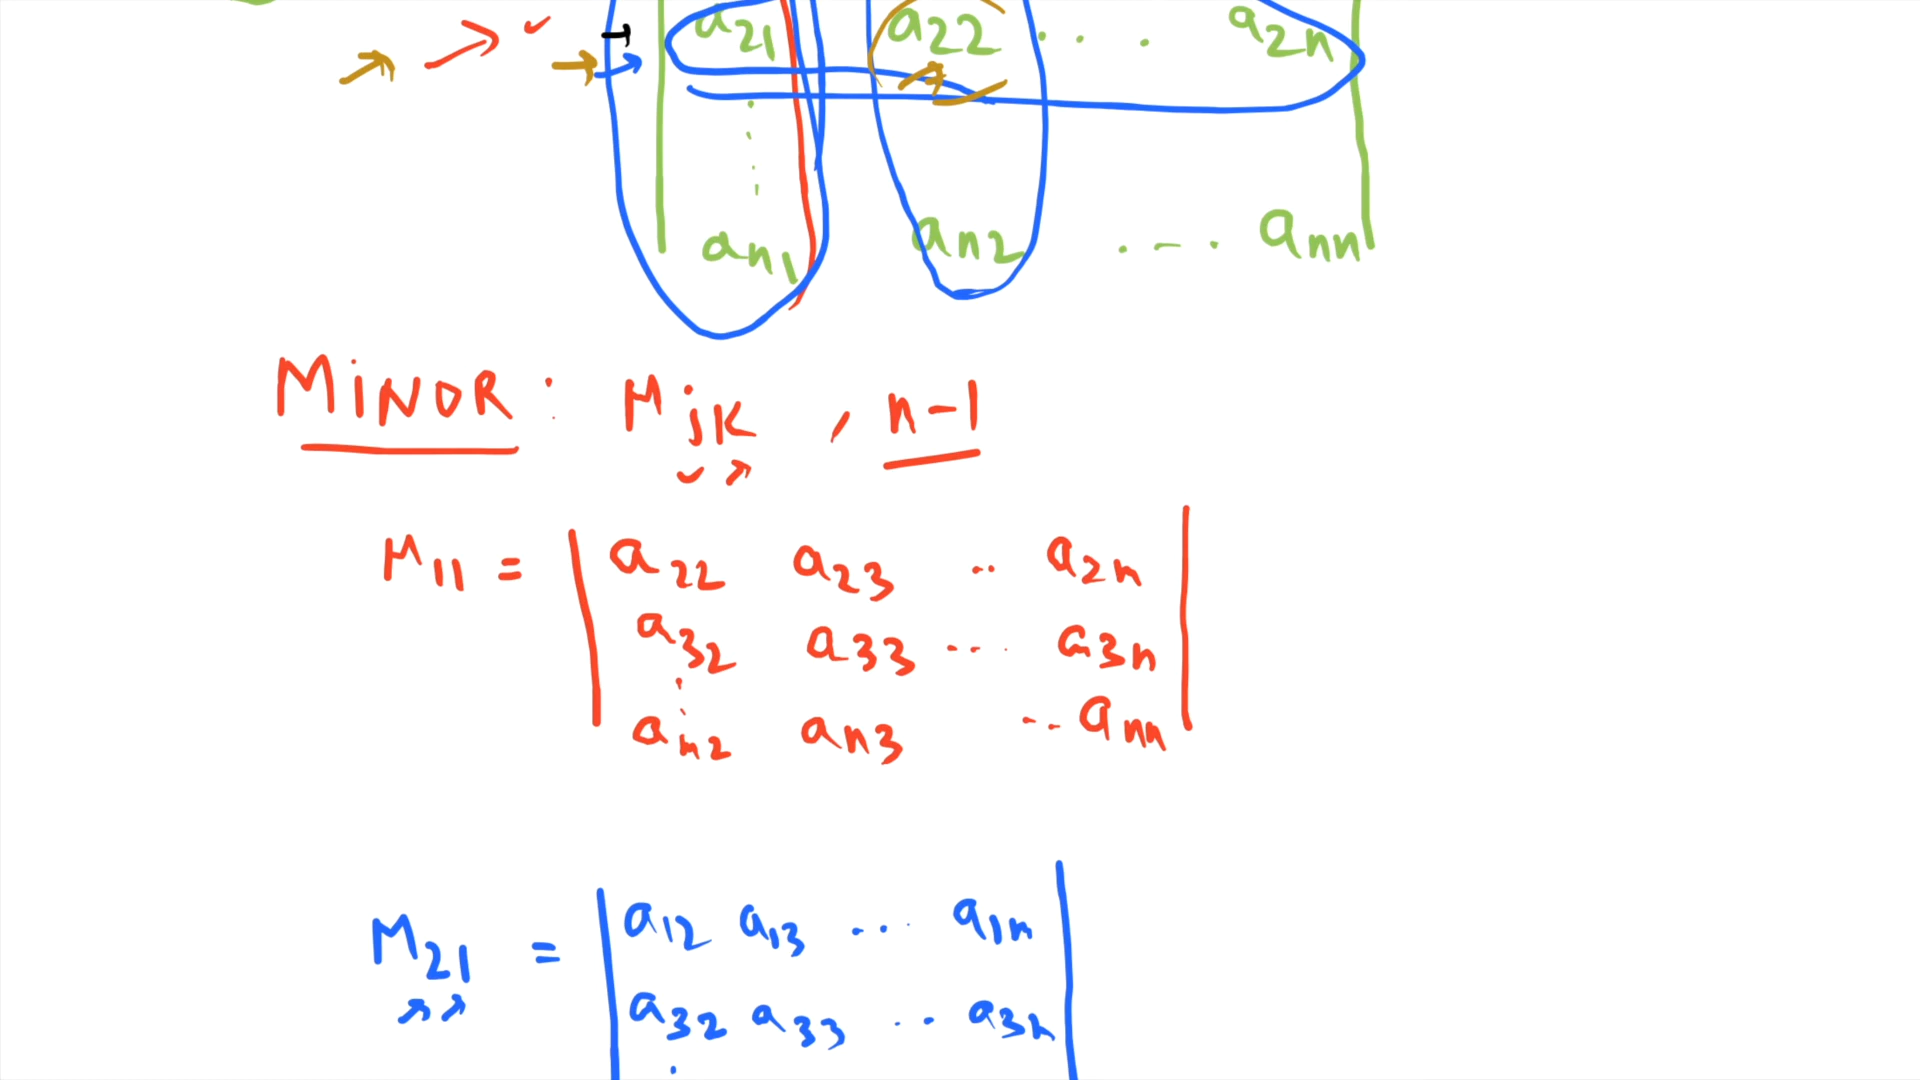 a21 a22 . . . a2n
an1 an2 . -- . ann
MiNOR : Mjk , n-1
M11 = a22 a23 .. a2n
a32 a33 ... a3n
an2 an3 .. ann
M21 = a12 a13 ... a1n
a32 a33 ... a3n